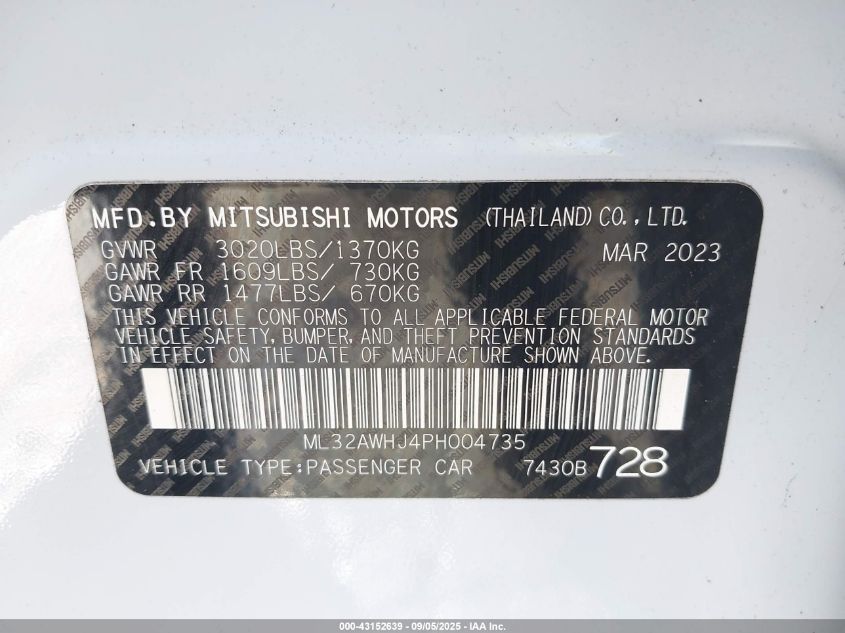 MFD.BY MITSUBISHI MOTORS (THAILAND) CO.,LTD.
GVWR 3020LBS/1370KG MAR 2023
GAWR FR 1609LBS/ 730KG
GAWR RR 1477LBS/ 670KG
THIS VEHICLE CONFORMS TO ALL APPLICABLE FEDERAL MOTOR
VEHICLE SAFETY, BUMPER, AND THEFT PREVENTION STANDARDS
IN EFFECT ON THE DATE OF MANUFACTURE SHOWN ABOVE.
ML32AWHJ4PH004735
VEHICLE TYPE:PASSENGER CAR 7430B 728
000-43152639 - 09/05/2025 - IAA Inc.